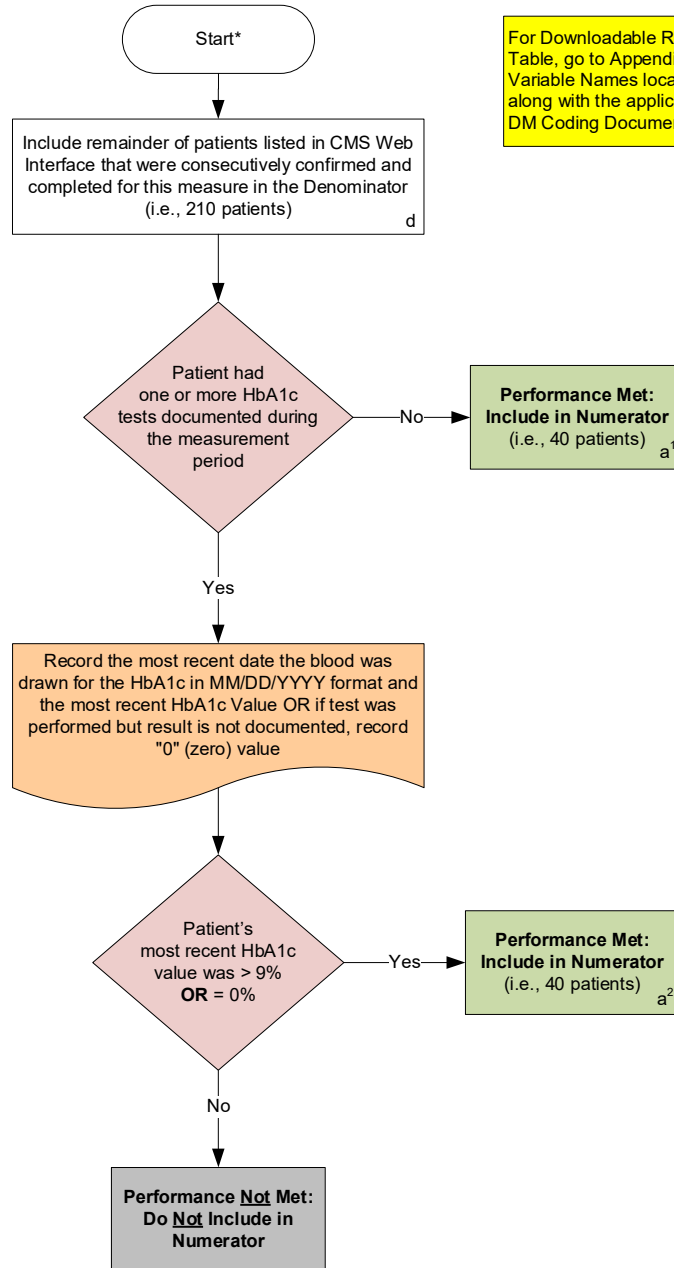 Start*
For Downloadable R
Table, go to Appendi
Variable Names loca
along with the applic
DM Coding Docume
Include remainder of patients listed in CMS Web
Interface that were consecutively confirmed and
completed for this measure in the Denominator
(i.e., 210 patients)
d
Patient had
one or more HbA1c
tests documented during
the measurement
period
No
Performance Met:
Include in Numerator
(i.e., 40 patients)
a¹
Yes
Record the most recent date the blood was
drawn for the HbA1c in MM/DD/YYYY format and
the most recent HbA1c Value OR if test was
performed but result is not documented, record
"0" (zero) value
Patient's
most recent HbA1c
value was > 9%
OR = 0%
Yes
Performance Met:
Include in Numerator
(i.e., 40 patients)
a²
No
Performance Not Met:
Do Not Include in
Numerator